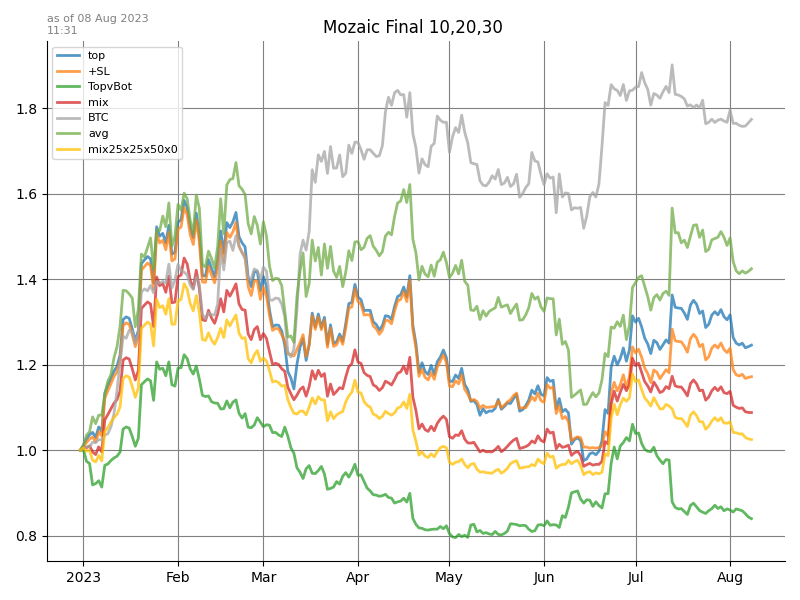 as of 08 Aug 2023
11:31
Mozaic Final 10,20,30
top
+SL
TopvBot
mix
BTC
avg
mix25x25x50x0
1.8
1.6
1.4
1.2
1.0
0.8
2023 Feb Mar Apr May Jun Jul Aug